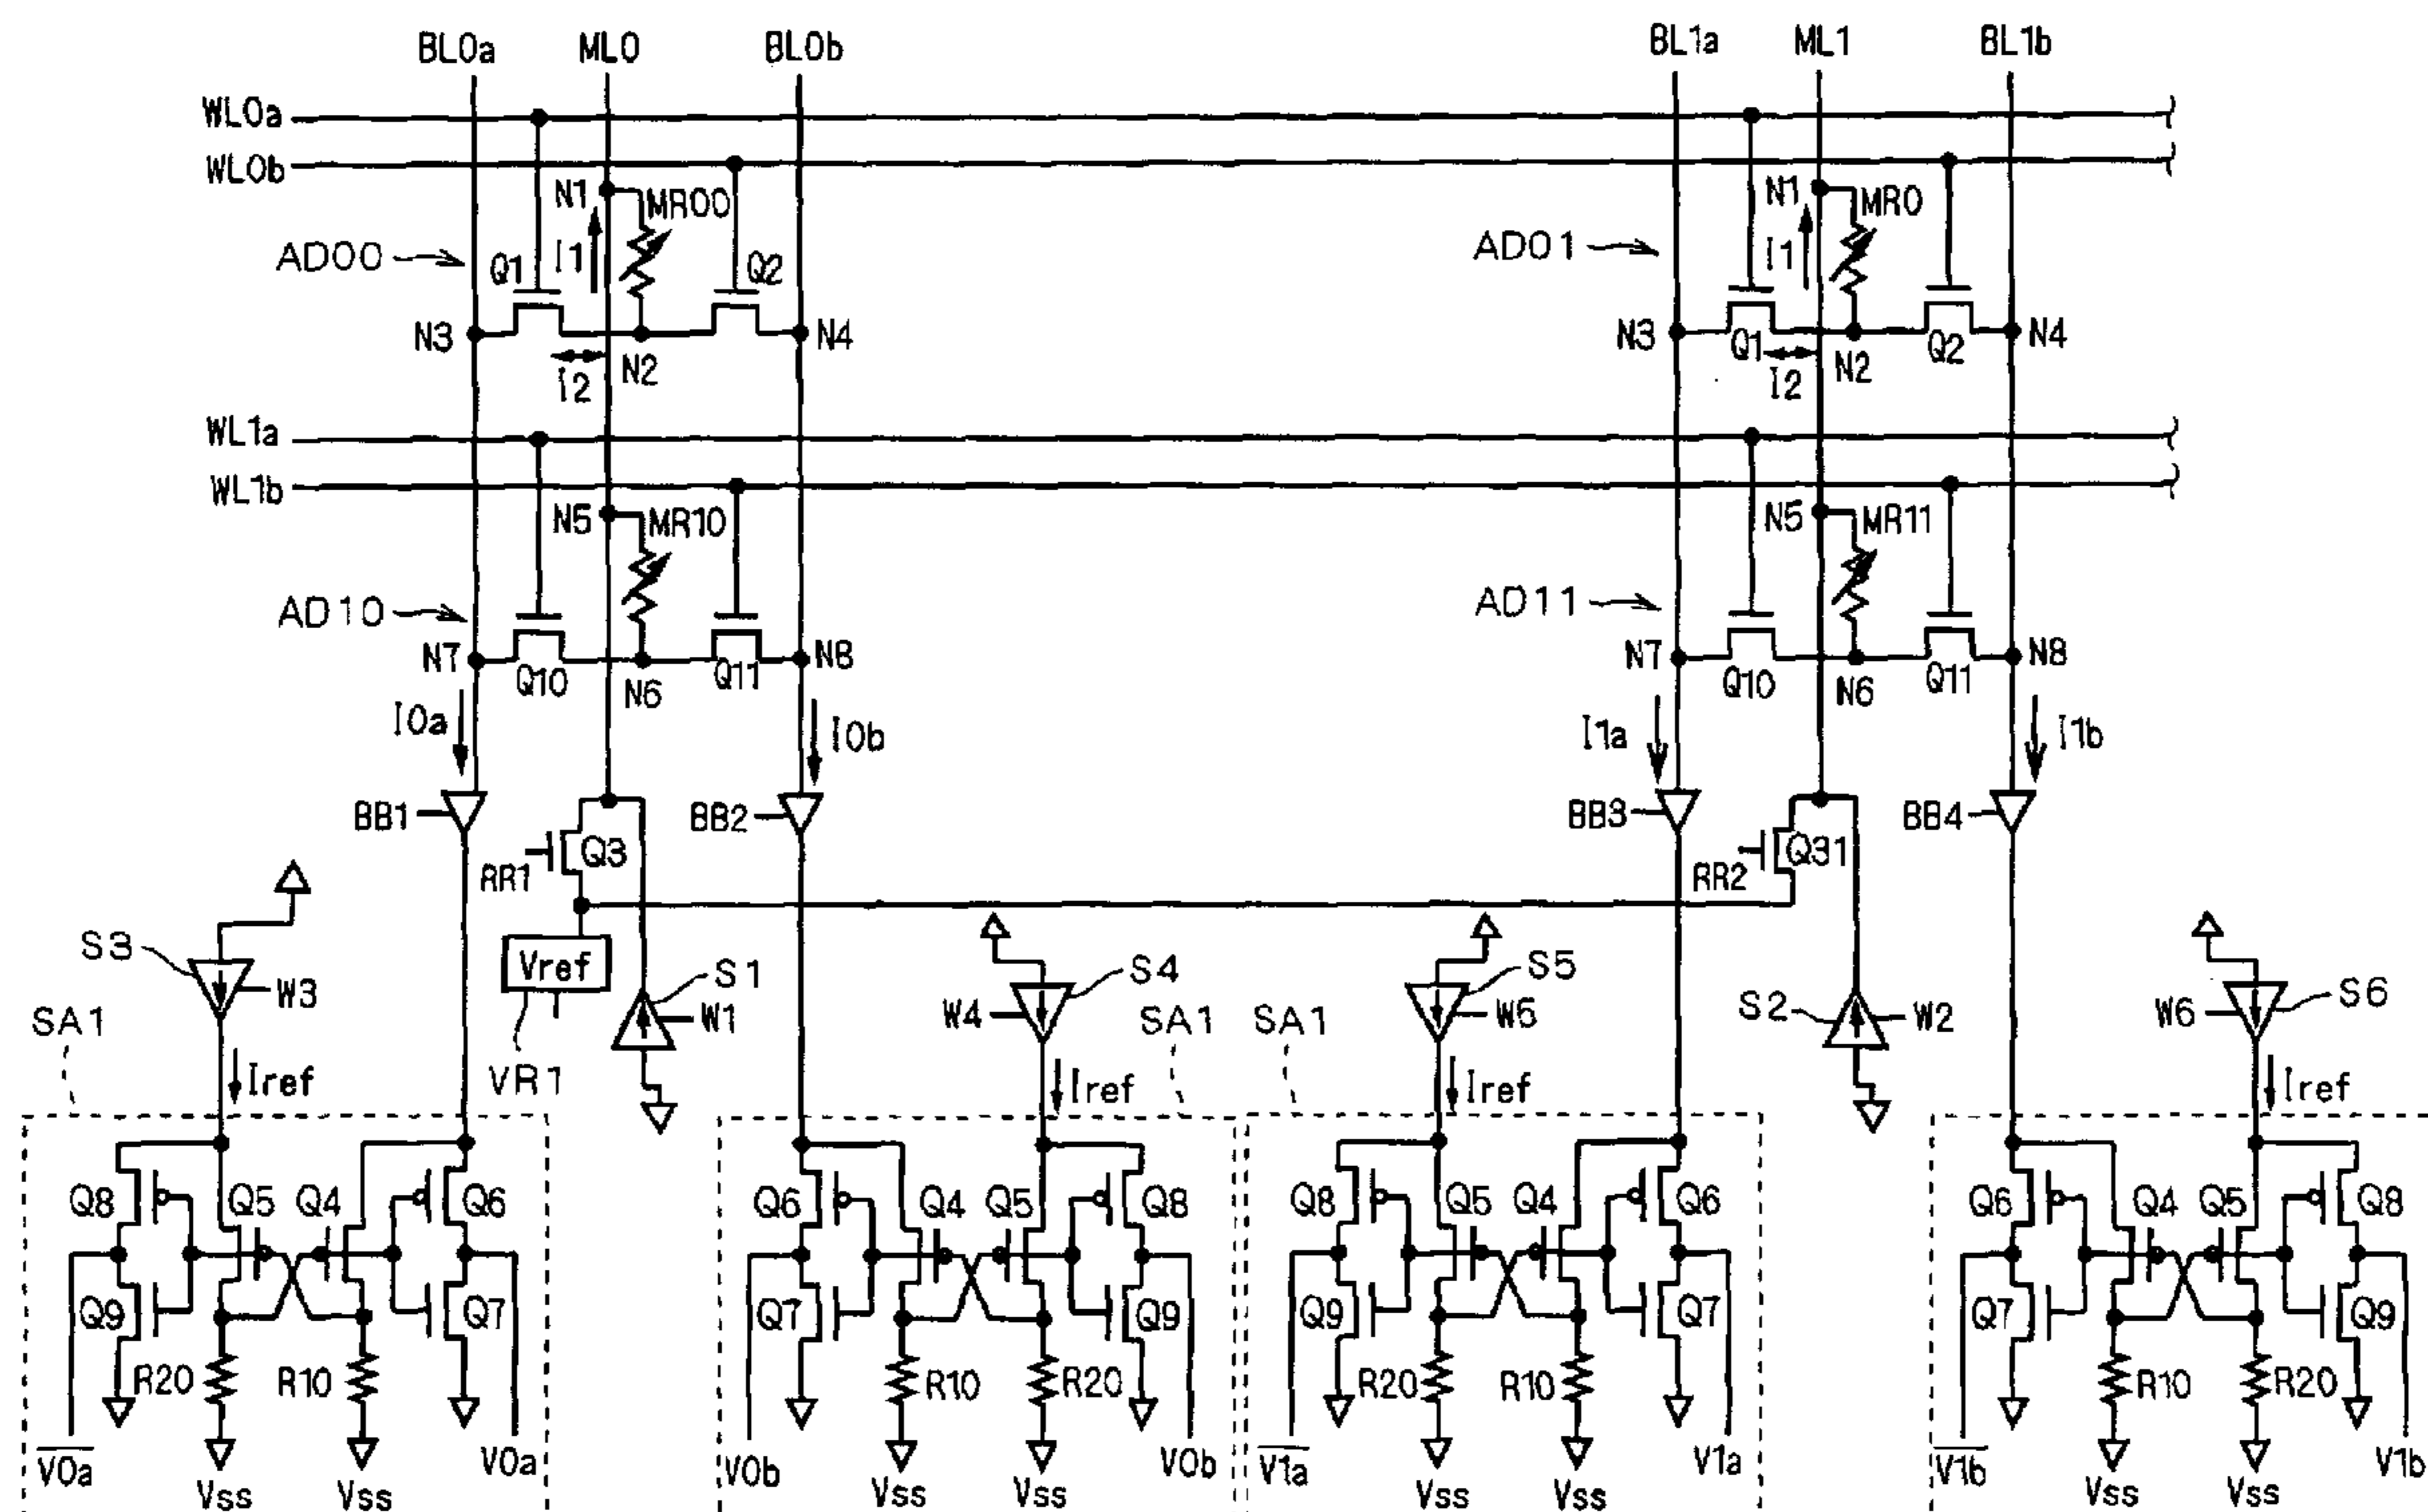 BL0a ML0 BL0b BL1a ML1 BL1b
WL0a
WL0b
N1 MR00 N1 MR0
AD00 Q1 I1 Q2 AD01 I1
N3 N4 N3 Q1 Q2 N4
I2 N2 I2 N2
WL1a
WL1b
N5 MR10 N5 MR11
AD10 AD11
N7 Q10 N6 Q11 N8 N7 Q10 N6 Q11 N8
I0a I0b I1a I1b
BB1 BB2 BB3 BB4
RR1 Q3 RR2 Q31
S3 W3 Vref S1 S4 S5 S6
SA1 W1 W4 SA1 SA1 W5 S2 W2 W6
Iref VR1 Iref Iref Iref
Q8 Q5 Q4 Q6 Q6 Q4 Q5 Q8 Q8 Q5 Q4 Q6 Q6 Q4 Q5 Q8
Q9 Q7 Q7 Q9 Q9 Q7 Q7 Q9
R20 R10 R10 R20 R20 R10 R10 R20
V̅0̅a̅ V0a V0b V0b V̅1̅a̅ V1a V̅1̅b̅ V1b
Vss Vss Vss Vss Vss Vss Vss Vss